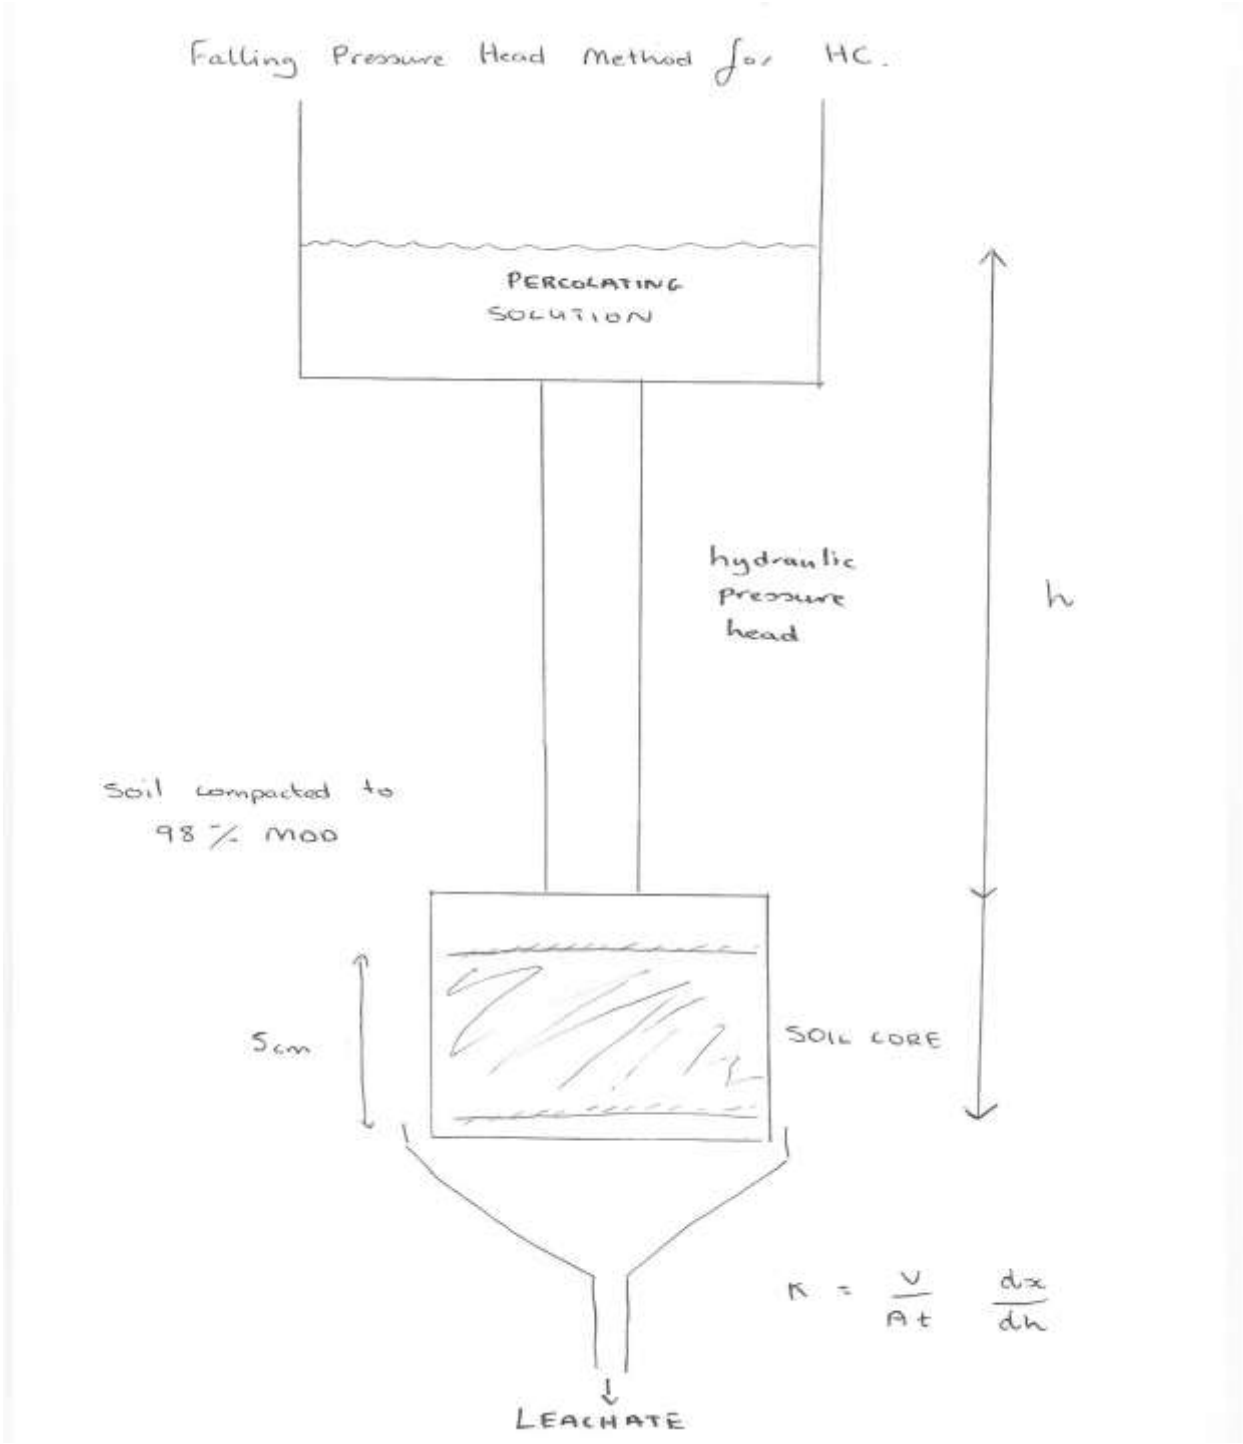 Falling Pressure Head Method for HC.
PERCOLATING
SOLUTION
hydraulic
pressure
head
h
Soil compacted to
98% MDD
5cm
SOIL CORE
K = V/At dx/dh
LEACHATE